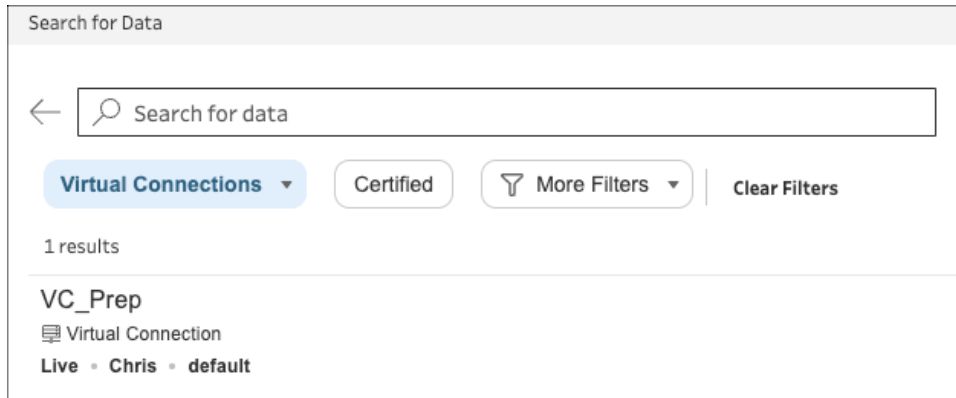 Search for Data
Search for data
Virtual Connections Certified More Filters Clear Filters
1 results
VC_Prep
Virtual Connection
Live • Chris • default